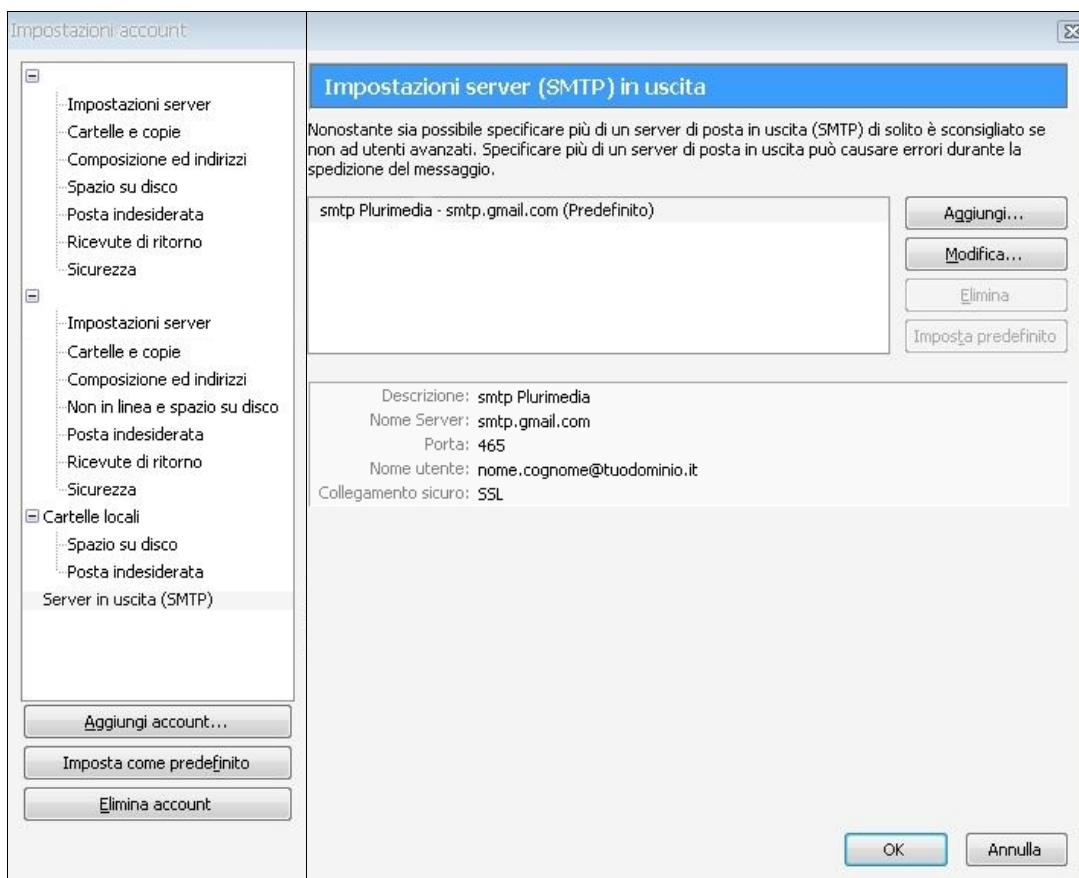 Impostazioni account
Impostazioni server
Cartelle e copie
Composizione ed indirizzi
Spazio su disco
Posta indesiderata
Ricevute di ritorno
Sicurezza
Impostazioni server
Cartelle e copie
Composizione ed indirizzi
Non in linea e spazio su disco
Posta indesiderata
Ricevute di ritorno
Sicurezza
Cartelle locali
Spazio su disco
Posta indesiderata
Server in uscita (SMTP)
Aggiungi account...
Imposta come predefinito
Elimina account
Impostazioni server (SMTP) in uscita
Nonostante sia possibile specificare più di un server di posta in uscita (SMTP) di solito è sconsigliato se
non ad utenti avanzati. Specificare più di un server di posta in uscita può causare errori durante la
spedizione del messaggio.
smtp Plurimedia - smtp.gmail.com (Predefinito)
Aggiungi...
Modifica...
Elimina
Imposta predefinito
Descrizione: smtp Plurimedia
Nome Server: smtp.gmail.com
Porta: 465
Nome utente: nome.cognome@tuodominio.it
Collegamento sicuro: SSL
OK
Annulla